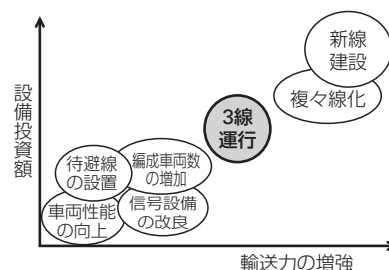 新線
建設
複々線化
3線
運行
待避線
の設置
編成車両数
の増加
車両性能
の向上
信号設備
の改良
設備投資額
輸送力の増強